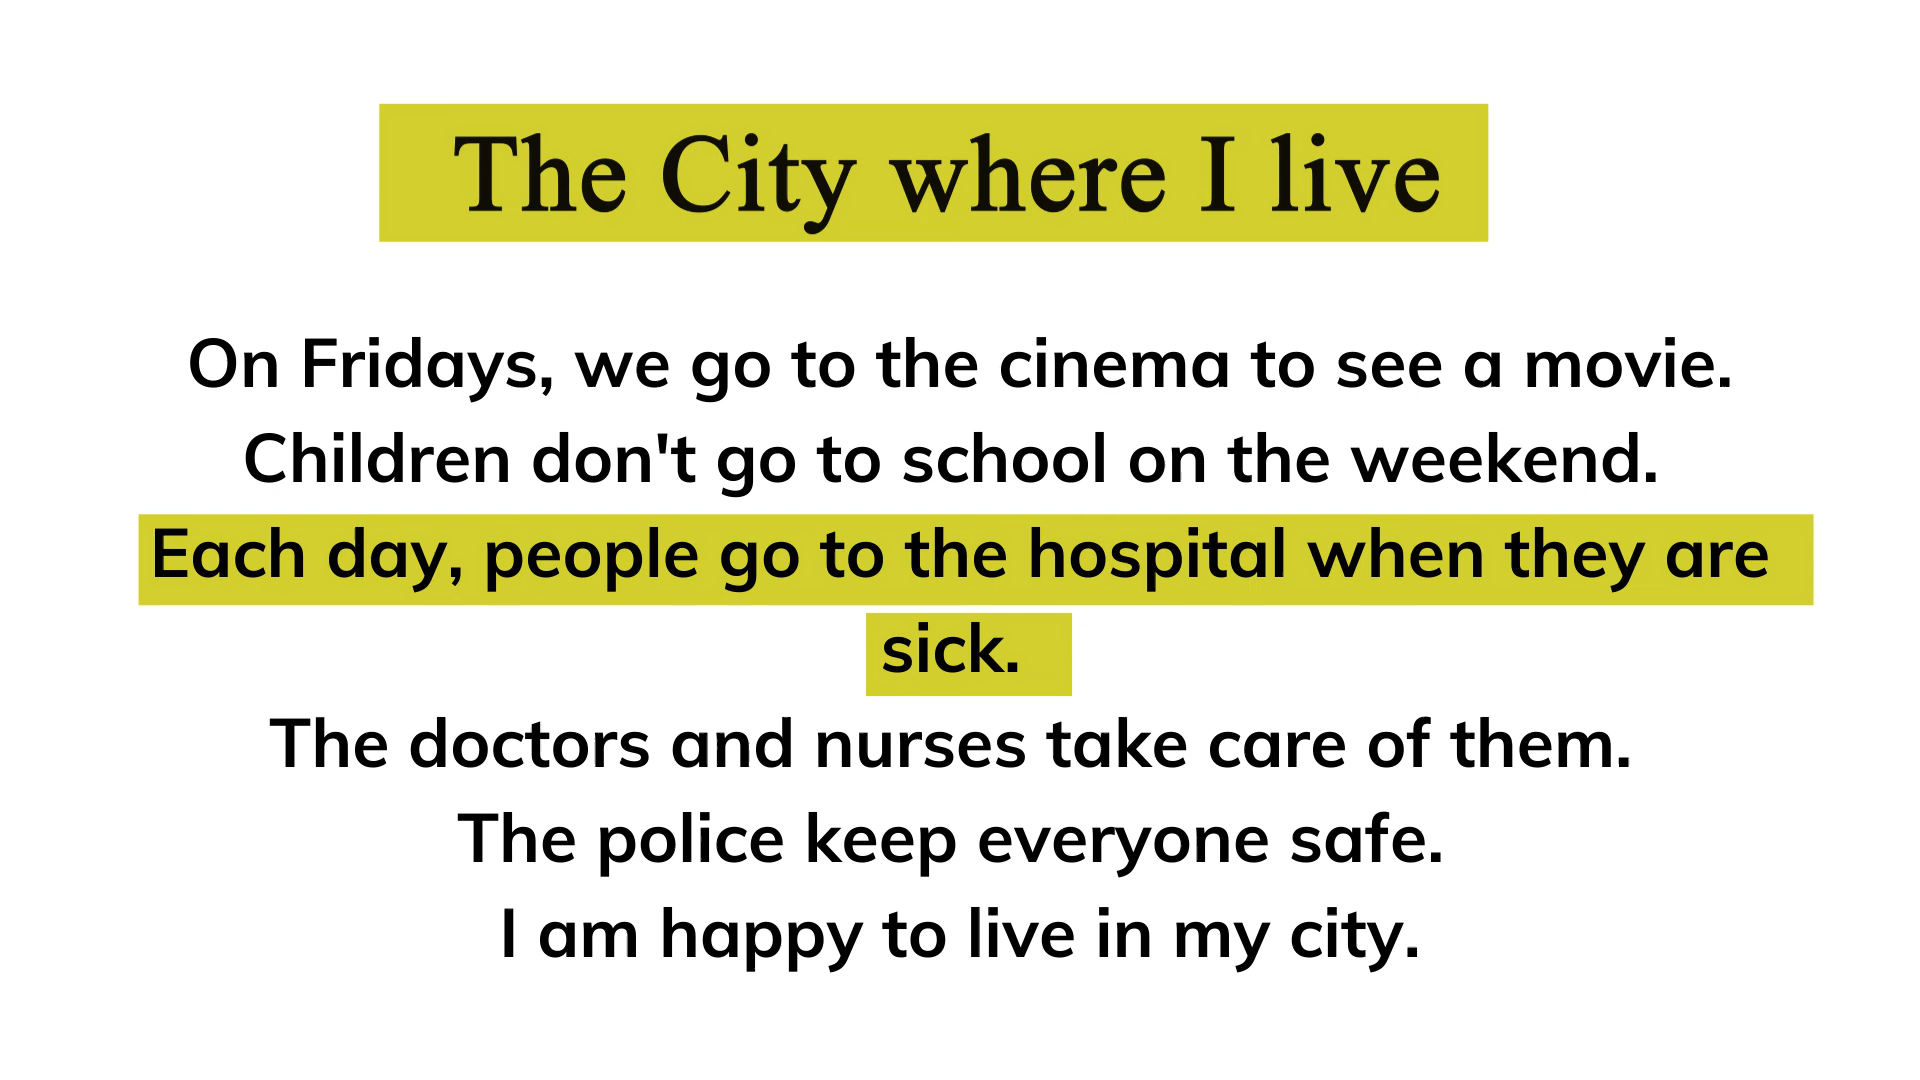 The City where I live
On Fridays, we go to the cinema to see a movie.
Children don't go to school on the weekend.
Each day, people go to the hospital when they are
sick.
The doctors and nurses take care of them.
The police keep everyone safe.
I am happy to live in my city.